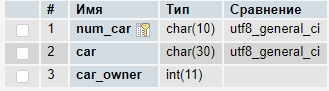 # Имя Тип Сравнение
1 num_car char(10) utf8_general_ci
2 car char(30) utf8_general_ci
3 car_owner int(11)